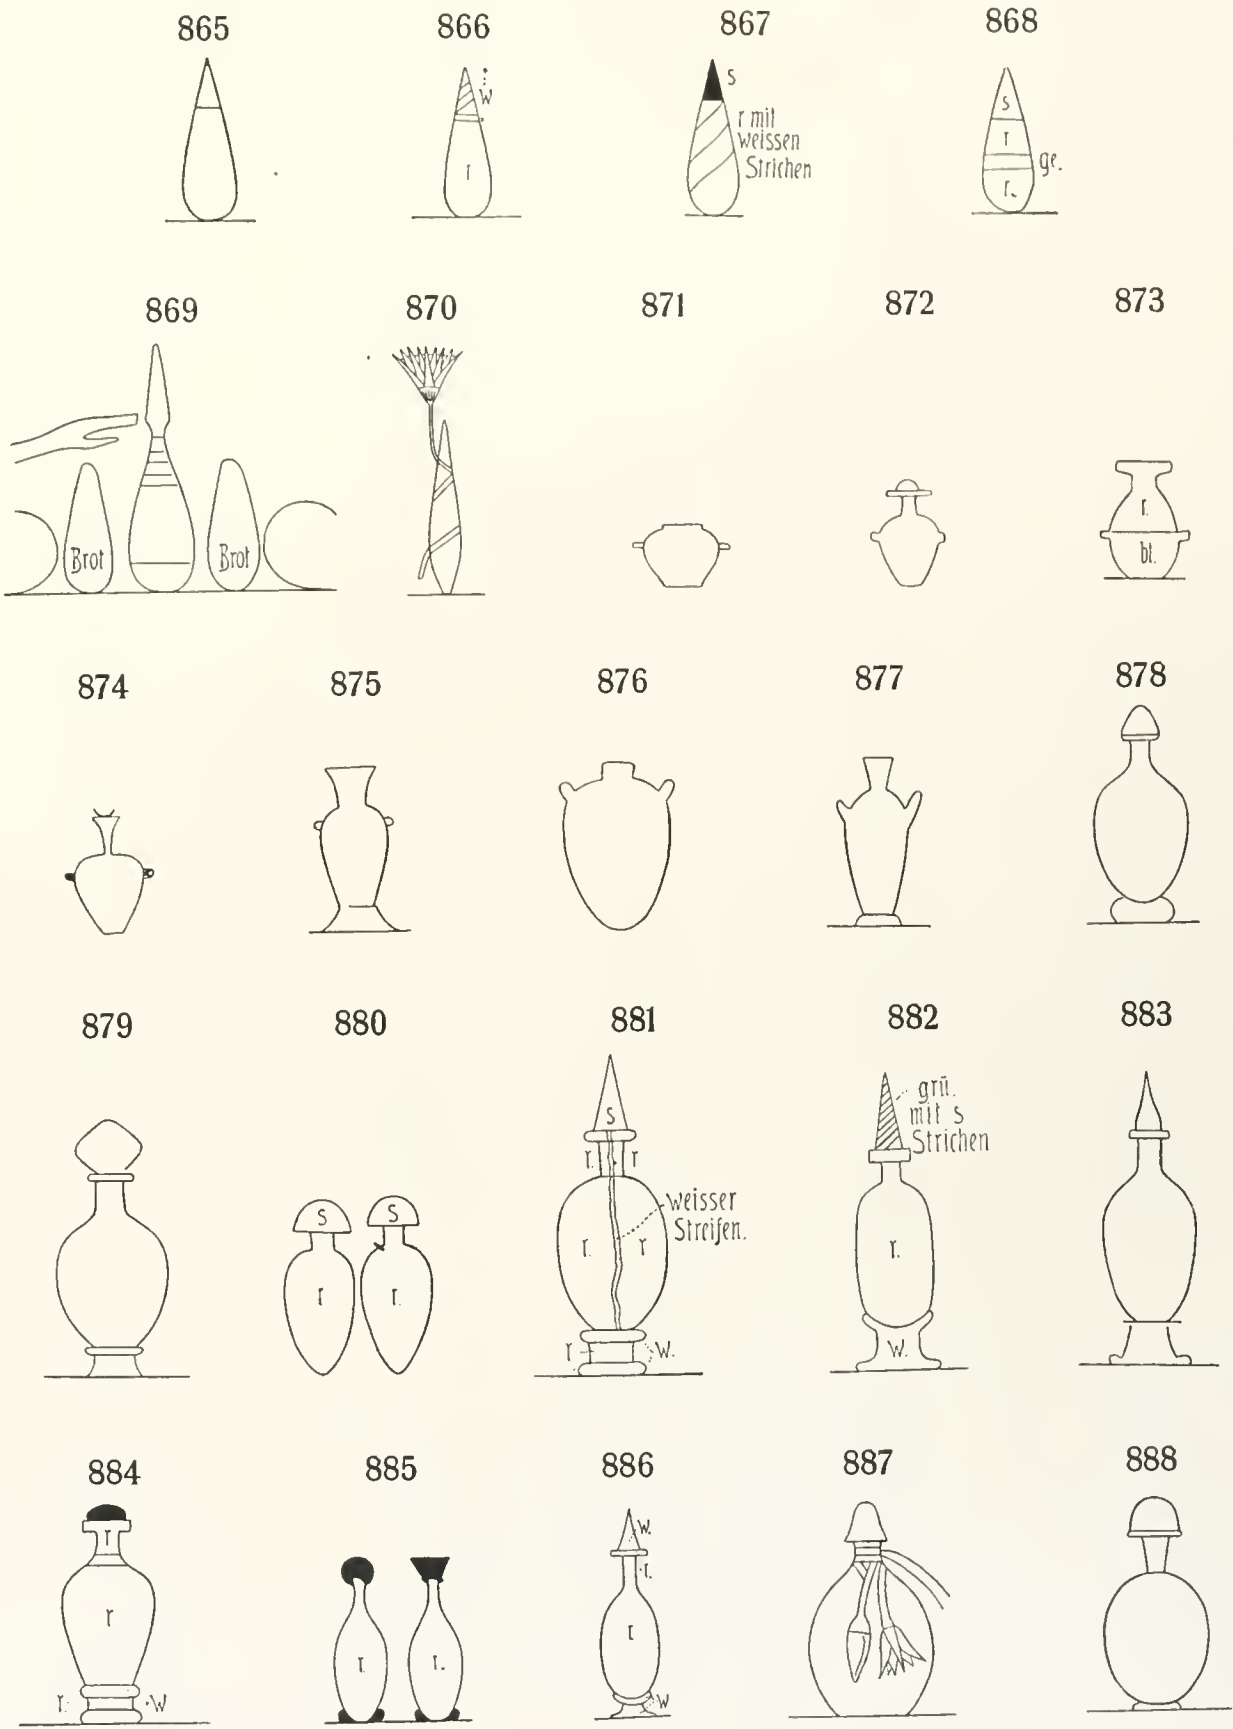 865 866 867 868
W
r
s
r mit
weissen
Strichen
s
r
ge.
r.
869 870 871 872 873
Brot
Brot
r.
bl.
874 875 876 877 878
879 880 881 882 883
s
r
s
r.
s
r. r
weisser
Streifen.
r. r
r W.
grü.
mit s
Strichen
r.
W.
884 885 886 887 888
r
r
r. W
r.
r.
W.
r.
r
W